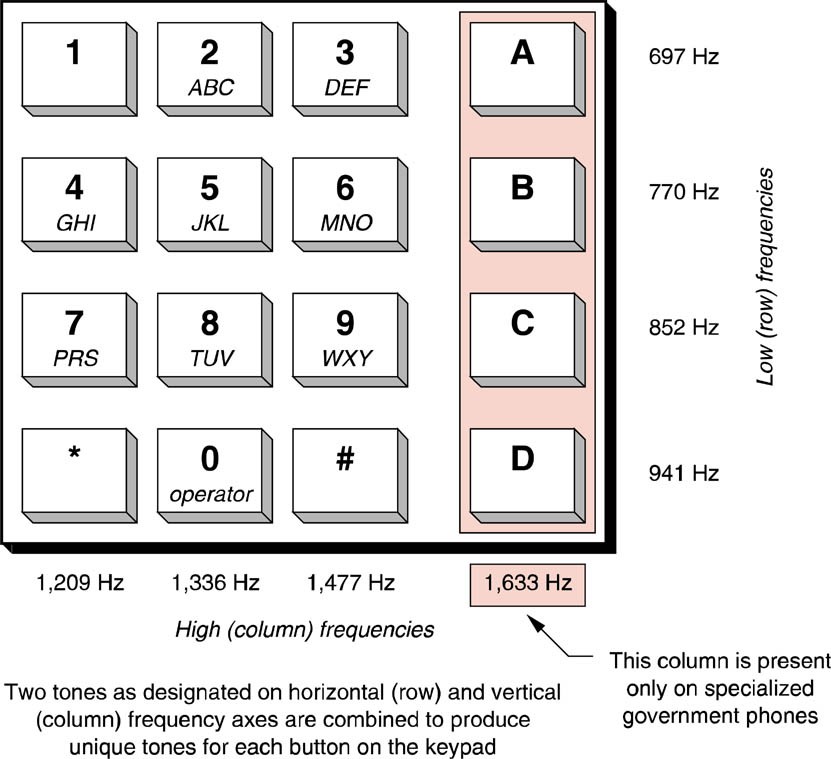 1 2 3 A 697 Hz
ABC DEF
4 5 6 B 770 Hz
GHI JKL MNO
7 8 9 C 852 Hz
PRS TUV WXY
* 0 # D 941 Hz
operator
Low (row) frequencies
1,209 Hz 1,336 Hz 1,477 Hz 1,633 Hz
High (column) frequencies
This column is present
only on specialized
government phones
Two tones as designated on horizontal (row) and vertical
(column) frequency axes are combined to produce
unique tones for each button on the keypad